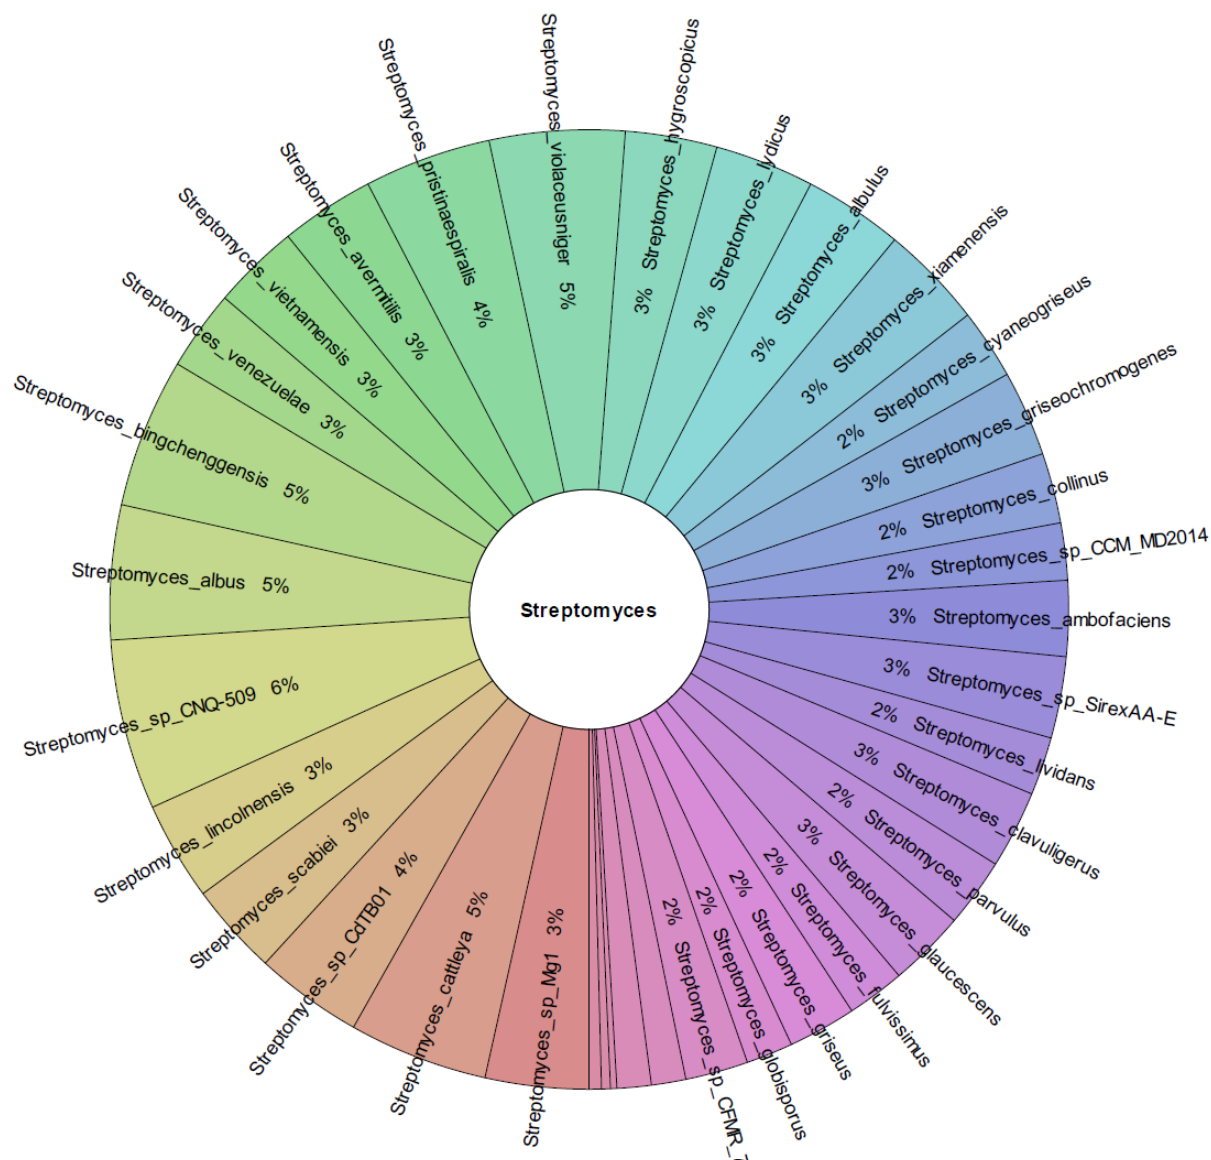 Streptomyces
Streptomyces_violaceusniger 5%
3% Streptomyces_hygroscopicus
3% Streptomyces_lydicus
3% Streptomyces_albulus
3% Streptomyces_xiamenensis
2% Streptomyces_cyaneogriseus
3% Streptomyces_griseochromogenes
2% Streptomyces_collinus
2% Streptomyces_sp_CCM_MD2014
3% Streptomyces_ambofaciens
3% Streptomyces_sp_SirexAA-E
2% Streptomyces_lividans
3% Streptomyces_clavuligerus
2% Streptomyces_parvulus
3% Streptomyces_glaucescens
2% Streptomyces_fulvissimus
2% Streptomyces_griseus
2% Streptomyces_globisporus
2% Streptomyces_sp_CFMR_7
Streptomyces_sp_Mg1 3%
Streptomyces_cattleya 5%
Streptomyces_sp_CdTB01 4%
Streptomyces_scabiei 3%
Streptomyces_lincolnensis 3%
Streptomyces_sp_CNQ-509 6%
Streptomyces_albus 5%
Streptomyces_bingchenggensis 5%
Streptomyces_venezuelae 3%
Streptomyces_vietnamensis 3%
Streptomyces_avermitilis 3%
Streptomyces_pristinaespiralis 4%